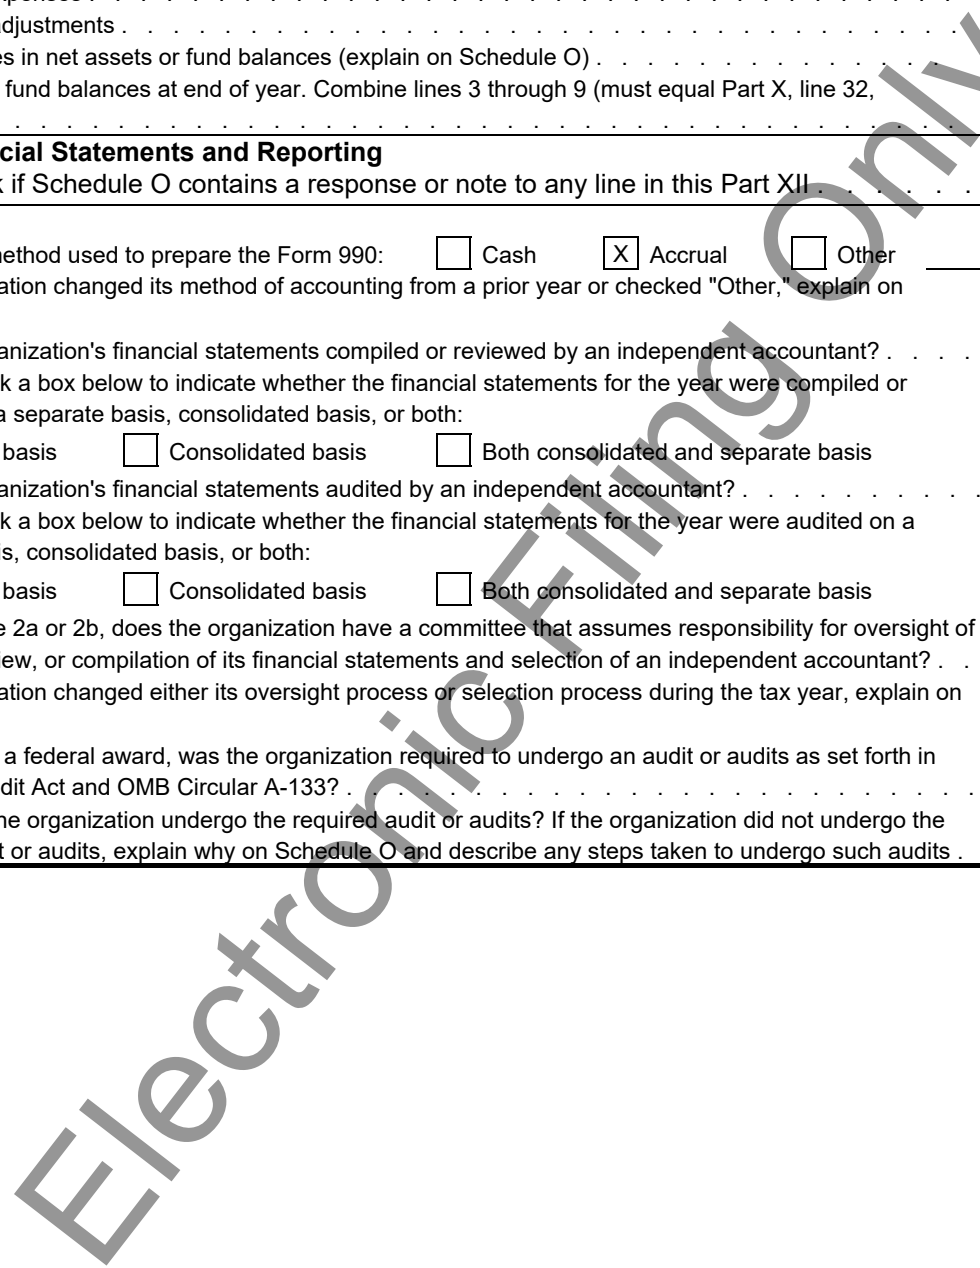 adjustments . . . . . . . . . . . . . . . . . . . . . .
es in net assets or fund balances (explain on Schedule O) . . . . . . . . . .
fund balances at end of year. Combine lines 3 through 9 (must equal Part X, line 32,
. . . . . . . . . . . . . . . . . . . . . . . . .
cial Statements and Reporting
k if Schedule O contains a response or note to any line in this Part XII . . . . . .
method used to prepare the Form 990: Cash X Accrual Other
ation changed its method of accounting from a prior year or checked "Other," explain on
anization's financial statements compiled or reviewed by an independent accountant? . . . .
k a box below to indicate whether the financial statements for the year were compiled or
a separate basis, consolidated basis, or both:
basis Consolidated basis Both consolidated and separate basis
anization's financial statements audited by an independent accountant? . . . . . . . . . .
k a box below to indicate whether the financial statements for the year were audited on a
is, consolidated basis, or both:
basis Consolidated basis Both consolidated and separate basis
e 2a or 2b, does the organization have a committee that assumes responsibility for oversight of
iew, or compilation of its financial statements and selection of an independent accountant? . .
ation changed either its oversight process or selection process during the tax year, explain on
a federal award, was the organization required to undergo an audit or audits as set forth in
dit Act and OMB Circular A-133? . . . . . . . . . . . . . . . . . . . .
he organization undergo the required audit or audits? If the organization did not undergo the
t or audits, explain why on Schedule O and describe any steps taken to undergo such audits .
Electronic Filing Only